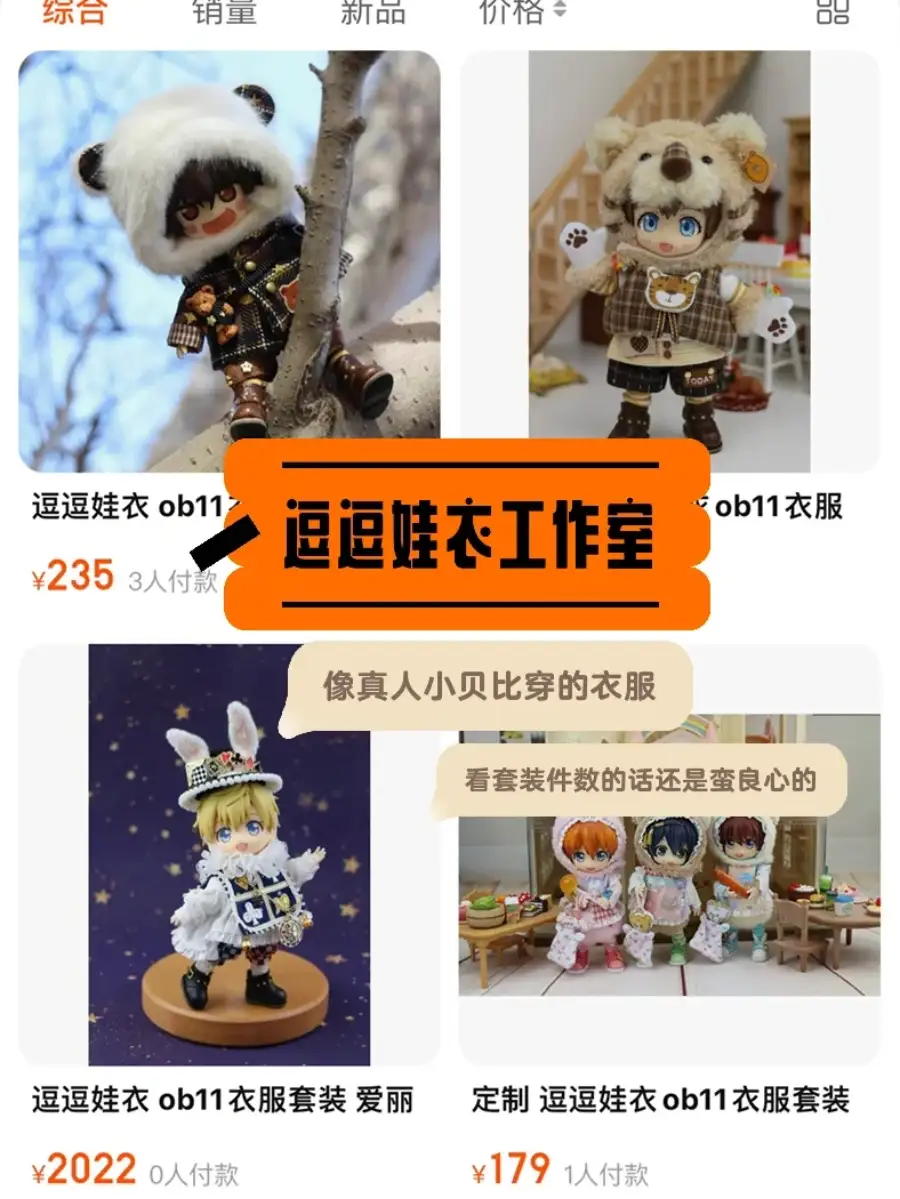 综合 销量 新品 价格
TODAY
逗逗娃衣 ob11
ob11衣服
逗逗娃衣工作室
¥235 3人付款
像真人小贝比穿的衣服
看套装件数的话还是蛮良心的
逗逗娃衣 ob11衣服套装 爱丽
定制 逗逗娃衣ob11衣服套装
¥2022 0人付款
¥179 1人付款